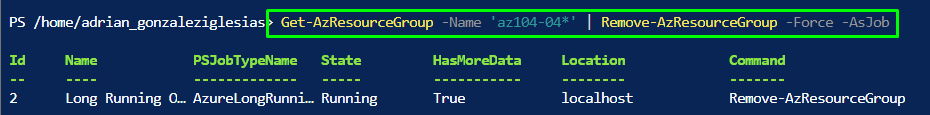 PS /home/adrian_gonzaleziglesias> Get-AzResourceGroup -Name 'az104-04*' | Remove-AzResourceGroup -Force -AsJob
Id Name PSJobTypeName State HasMoreData Location Command
-- ---- ------------- ----- ----------- -------- -------
2 Long Running O… AzureLongRunni… Running True localhost Remove-AzResourceGroup